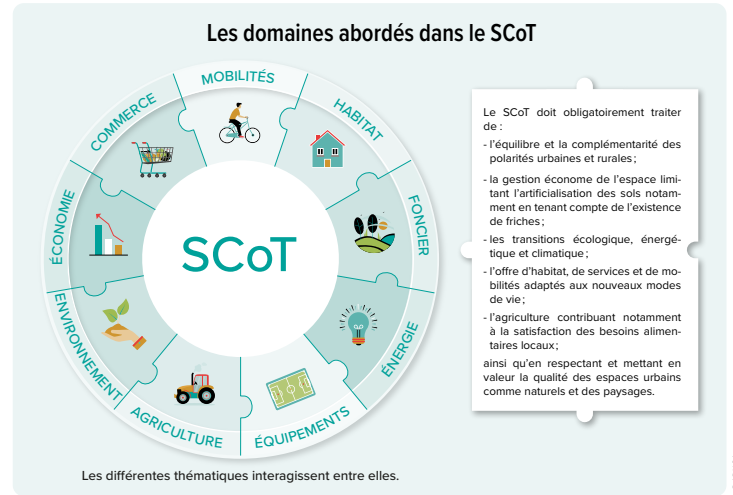 Les domaines abordés dans le SCoT
MOBILITÉS
HABITAT
FONCIER
ÉNERGIE
ÉQUIPEMENTS
AGRICULTURE
ENVIRONNEMENT
ÉCONOMIE
COMMERCE
SCoT
Les différentes thématiques interagissent entre elles.
Le SCoT doit obligatoirement traiter
de :
- l'équilibre et la complémentarité des
polarités urbaines et rurales ;
- la gestion économe de l'espace limi-
tant l'artificialisation des sols notam-
ment en tenant compte de l'existence
de friches ;
- les transitions écologique, énergé-
tique et climatique ;
- l'offre d'habitat, de services et de mo-
bilités adaptés aux nouveaux modes
de vie ;
- l'agriculture contribuant notamment
à la satisfaction des besoins alimen-
taires locaux ;
ainsi qu'en respectant et mettant en
valeur la qualité des espaces urbains
comme naturels et des paysages.